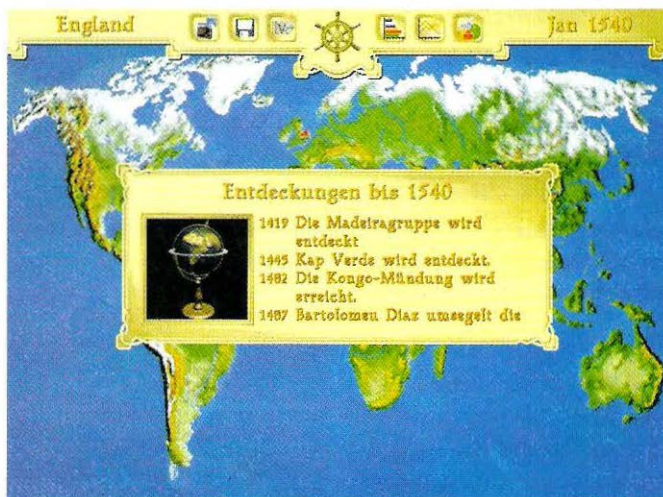 England
Jan 1540
Entdeckungen bis 1540
1419 Die Madeiragruppe wird
entdeckt
1445 Kap Verde wird entdeckt.
1482 Die Kongo-Mündung wird
erreicht.
1487 Bartolomeu Diaz umsegelt die